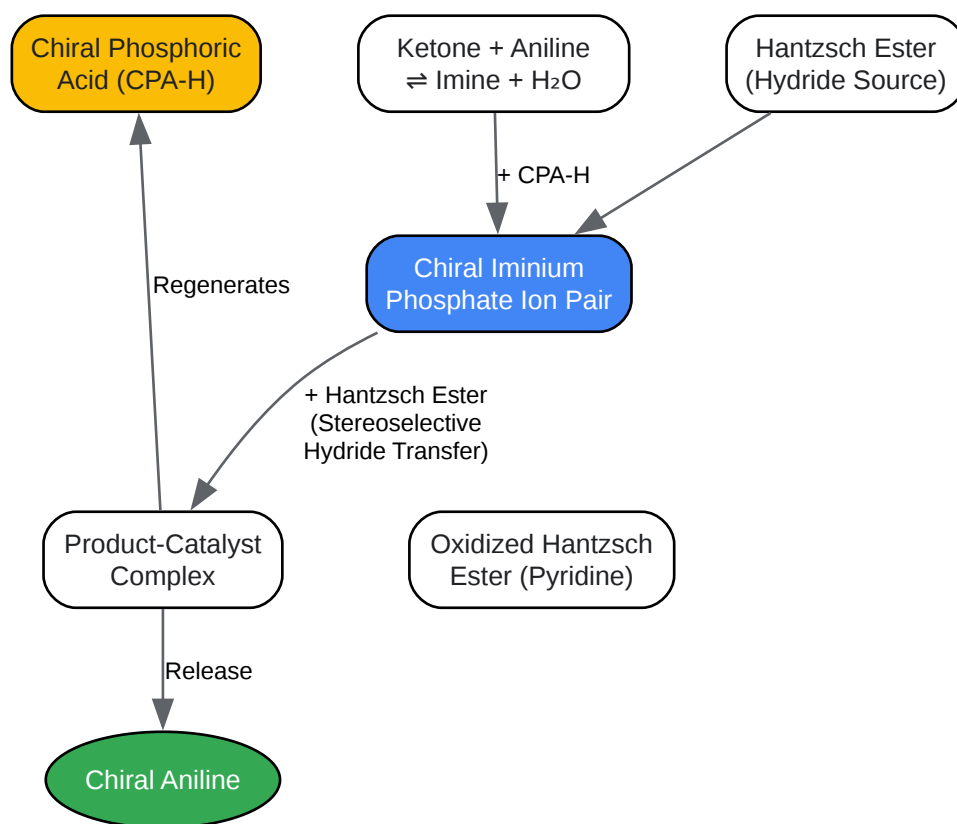 Chiral Phosphoric
Acid (CPA-H)
Ketone + Aniline
⇌ Imine + H₂O
Hantzsch Ester
(Hydride Source)
+ CPA-H
Chiral Iminium
Phosphate Ion Pair
Regenerates
+ Hantzsch Ester
(Stereoselective
Hydride Transfer)
Product-Catalyst
Complex
Oxidized Hantzsch
Ester (Pyridine)
Release
Chiral Aniline